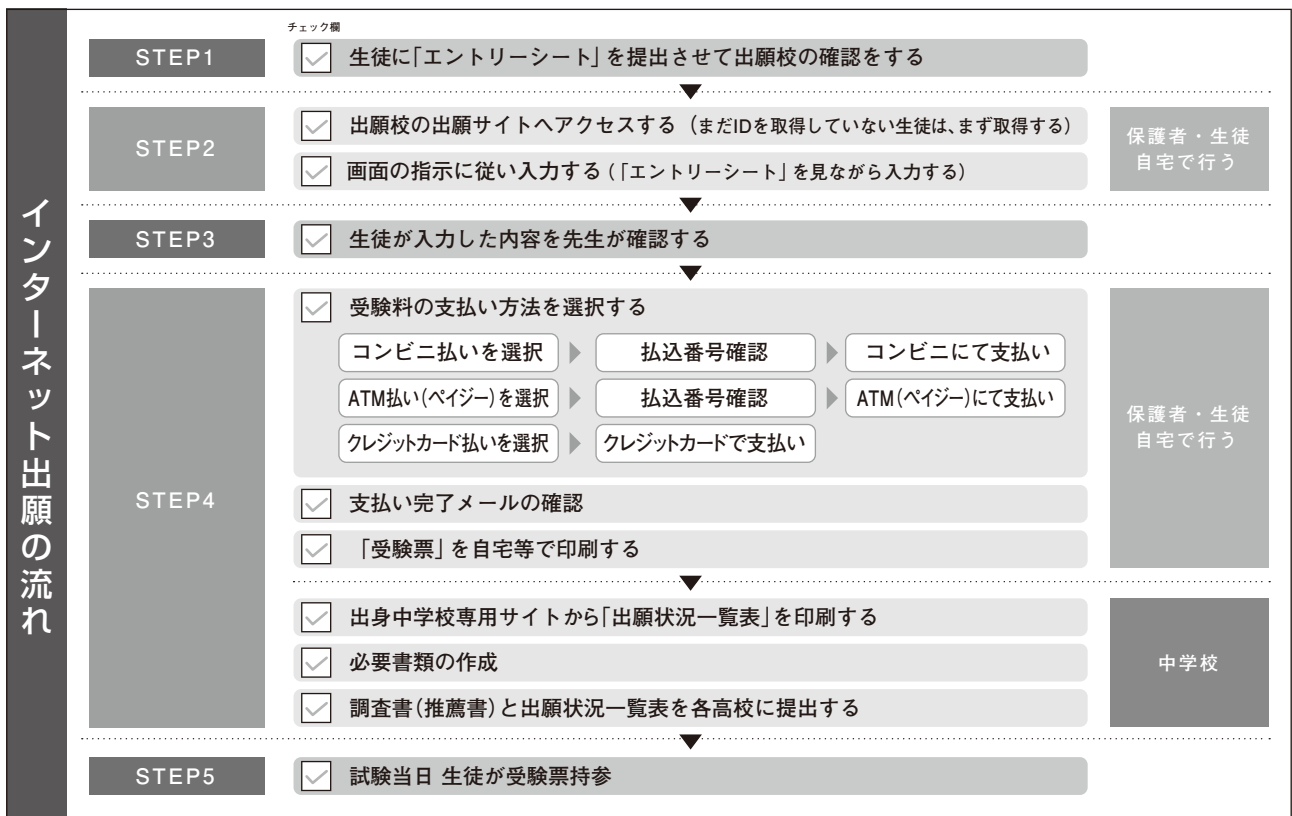 インターネット出願の流れ
チェック欄
STEP1
生徒に「エントリーシート」を提出させて出願校の確認をする
STEP2
出願校の出願サイトへアクセスする（まだIDを取得していない生徒は、まず取得する）
画面の指示に従い入力する（「エントリーシート」を見ながら入力する）
保護者・生徒
自宅で行う
STEP3
生徒が入力した内容を先生が確認する
STEP4
受験料の支払い方法を選択する
コンビニ払いを選択 払込番号確認 コンビニにて支払い
ATM払い（ペイジー）を選択 払込番号確認 ATM（ペイジー）にて支払い
クレジットカード払いを選択 クレジットカードで支払い
支払い完了メールの確認
「受験票」を自宅等で印刷する
保護者・生徒
自宅で行う
出身中学校専用サイトから「出願状況一覧表」を印刷する
必要書類の作成
調査書（推薦書）と出願状況一覧表を各高校に提出する
中学校
STEP5
試験当日 生徒が受験票持参